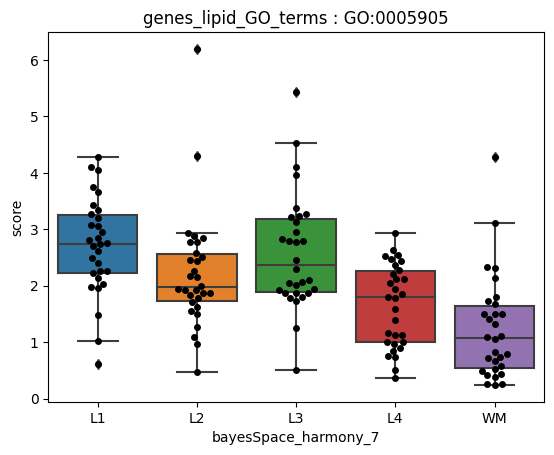 genes_lipid_GO_terms : GO:0005905
6
5
4
3
2
1
0
score
L1 L2 L3 L4 WM
bayesSpace_harmony_7